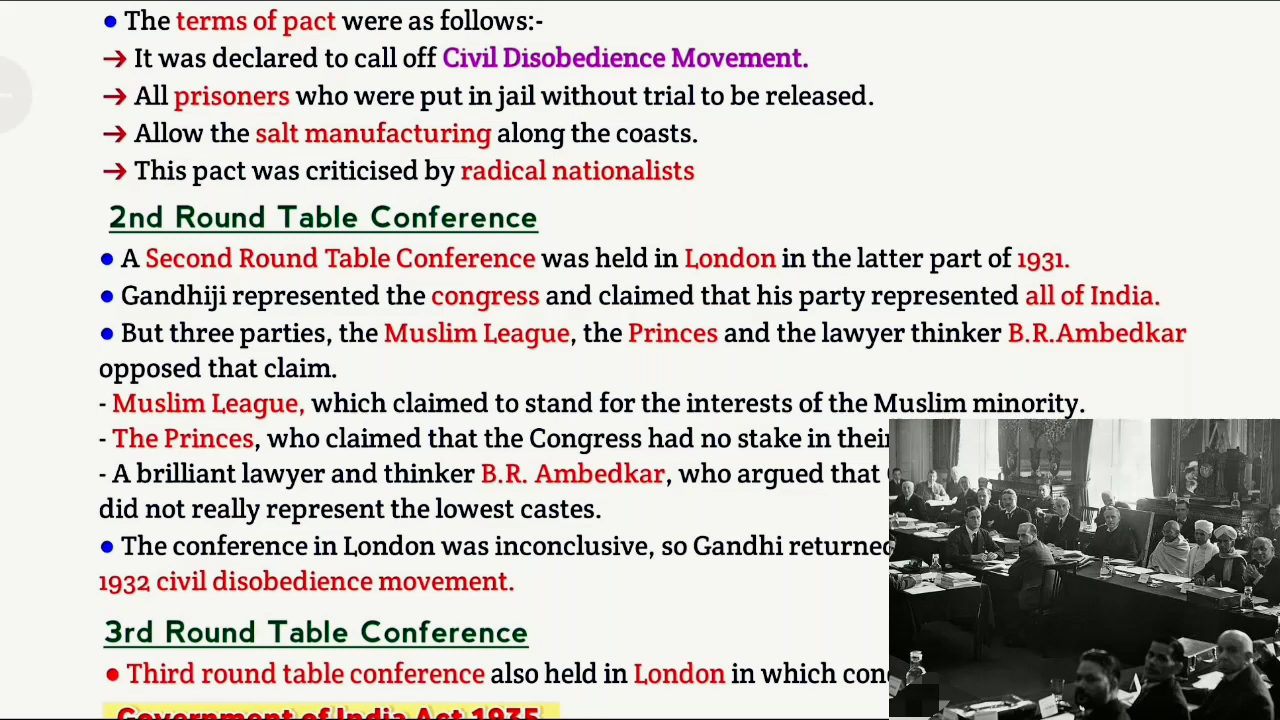 ● The terms of pact were as follows:-
→ It was declared to call off Civil Disobedience Movement.
→ All prisoners who were put in jail without trial to be released.
→ Allow the salt manufacturing along the coasts.
→ This pact was criticised by radical nationalists
2nd Round Table Conference
● A Second Round Table Conference was held in London in the latter part of 1931.
● Gandhiji represented the congress and claimed that his party represented all of India.
● But three parties, the Muslim League, the Princes and the lawyer thinker B.R.Ambedkar
opposed that claim.
- Muslim League, which claimed to stand for the interests of the Muslim minority.
- The Princes, who claimed that the Congress had no stake in their
- A brilliant lawyer and thinker B.R. Ambedkar, who argued that
did not really represent the lowest castes.
● The conference in London was inconclusive, so Gandhi returned
1932 civil disobedience movement.
3rd Round Table Conference
● Third round table conference also held in London in which
Government of India Act 1935